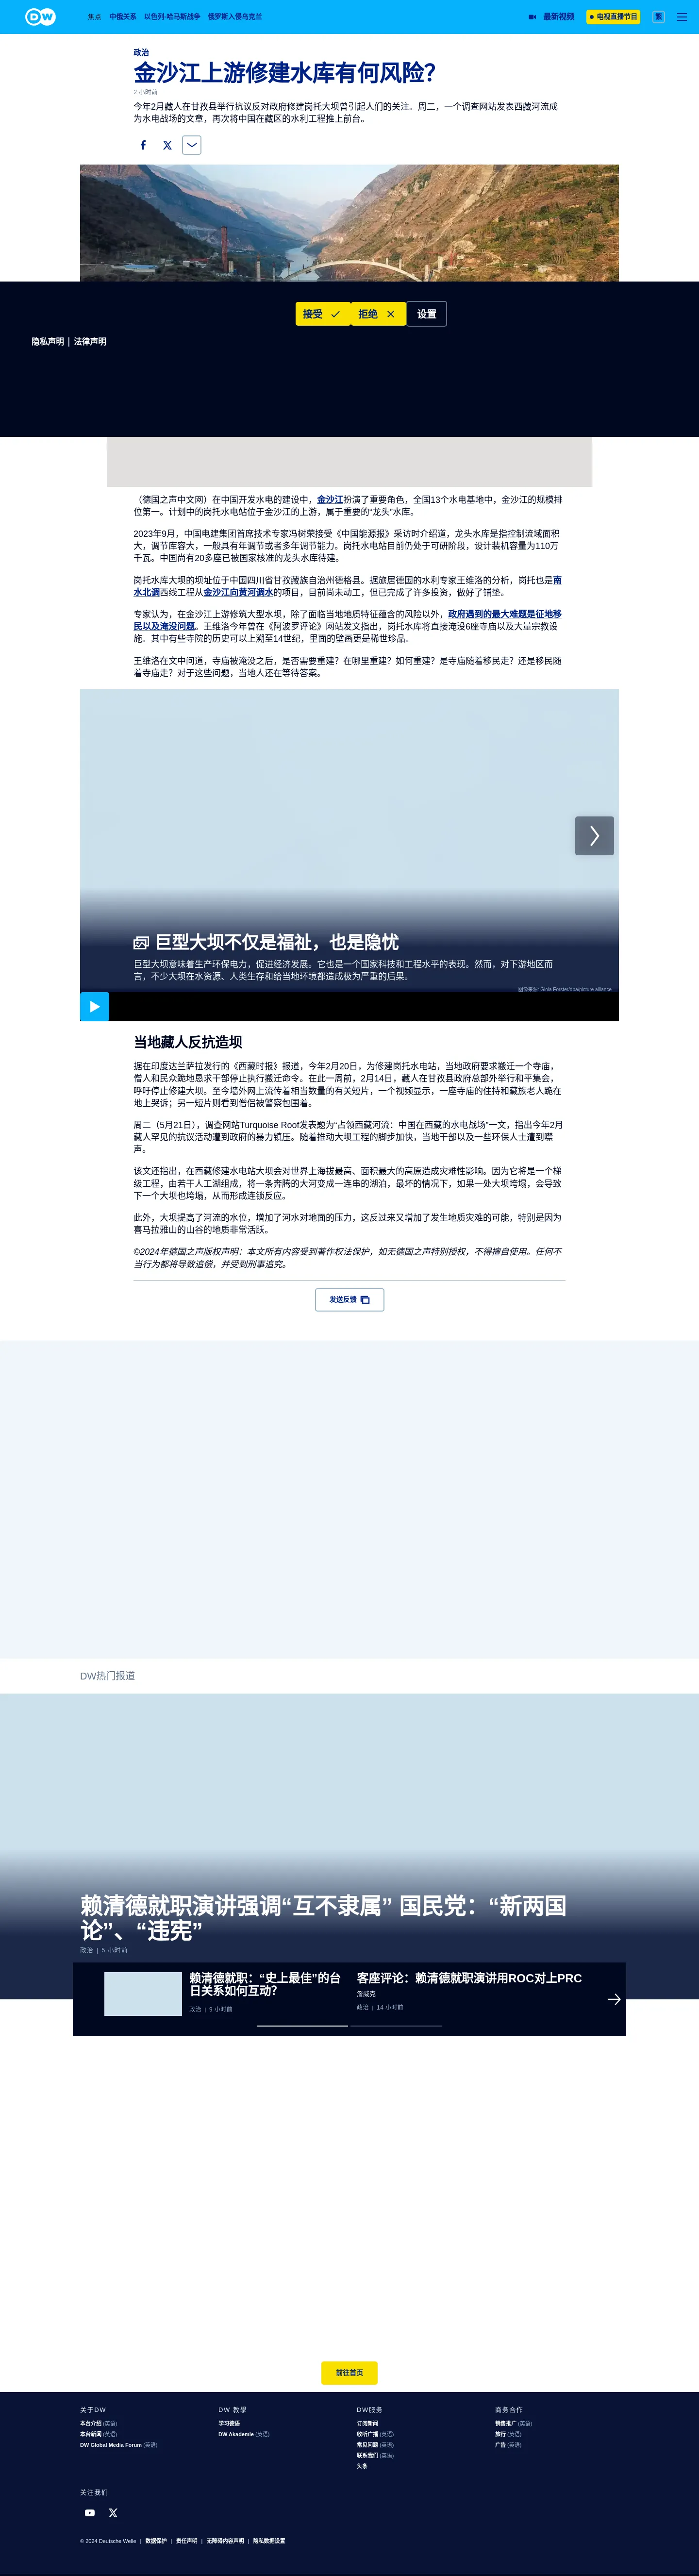 DW
焦点 中俄关系 以色列-哈马斯战争 俄罗斯入侵乌克兰 最新视频 电视直播节目 繁
政治
金沙江上游修建水库有何风险？
2 小时前
今年2月藏人在甘孜县举行抗议反对政府修建岗托大坝曾引起人们的关注。周二，一个调查网站发表西藏河流成
为水电战场的文章，再次将中国在藏区的水利工程推上前台。
接受 拒绝 设置
隐私声明 | 法律声明
（德国之声中文网）在中国开发水电的建设中，金沙江扮演了重要角色，全国13个水电基地中，金沙江的规模排
位第一。计划中的岗托水电站位于金沙江的上游，属于重要的“龙头”水库。
2023年9月，中国电建集团首席技术专家冯树荣接受《中国能源报》采访时介绍道，龙头水库是指控制流域面积
大，调节库容大，一般具有年调节或者多年调节能力。岗托水电站目前仍处于可研阶段，设计装机容量为110万
千瓦。中国尚有20多座已被国家核准的龙头水库待建。
岗托水库大坝的坝址位于中国四川省甘孜藏族自治州德格县。据旅居德国的水利专家王维洛的分析，岗托也是南
水北调西线工程从金沙江向黄河调水的项目，目前尚未动工，但已完成了许多投资，做好了铺垫。
专家认为，在金沙江上游修筑大型水坝，除了面临当地地质特征蕴含的风险以外，政府遇到的最大难题是征地移
民以及淹没问题。王维洛今年曾在《阿波罗评论》网站发文指出，岗托水库将直接淹没6座寺庙以及大量宗教设
施。其中有些寺院的历史可以上溯至14世纪，里面的壁画更是稀世珍品。
王维洛在文中问道，寺庙被淹没之后，是否需要重建？在哪里重建？如何重建？是寺庙随着移民走？还是移民随
着寺庙走？对于这些问题，当地人还在等待答案。
巨型大坝不仅是福祉，也是隐忧
巨型大坝意味着生产环保电力，促进经济发展。它也是一个国家科技和工程水平的表现。然而，对下游地区而
言，不少大坝在水资源、人类生存和给当地环境都造成极为严重的后果。
图像来源: Gioia Forster/dpa/picture alliance
当地藏人反抗造坝
据在印度达兰萨拉发行的《西藏时报》报道，今年2月20日，为修建岗托水电站，当地政府要求搬迁一个寺庙，
僧人和民众跪地恳求干部停止执行搬迁命令。在此一周前，2月14日，藏人在甘孜县政府总部外举行和平集会，
呼吁停止修建大坝。至今墙外网上流传着相当数量的有关短片，一个视频显示，一座寺庙的住持和藏族老人跪在
地上哭诉；另一短片则看到僧侣被警察包围着。
周二（5月21日），调查网站Turquoise Roof发表题为“占领西藏河流：中国在西藏的水电战场”一文，指出今年2月
藏人罕见的抗议活动遭到政府的暴力镇压。随着推动大坝工程的脚步加快，当地干部以及一些环保人士遭到噤
声。
该文还指出，在西藏修建水电站大坝会对世界上海拔最高、面积最大的高原造成灾难性影响。因为它将是一个梯
级工程，由若干人工湖组成，将一条奔腾的大河变成一连串的湖泊，最坏的情况下，如果一处大坝垮塌，会导致
下一个大坝也垮塌，从而形成连锁反应。
此外，大坝提高了河流的水位，增加了河水对地面的压力，这反过来又增加了发生地质灾难的可能，特别是因为
喜马拉雅山的山谷的地质非常活跃。
©2024年德国之声版权声明：本文所有内容受到著作权法保护，如无德国之声特别授权，不得擅自使用。任何不
当行为都将导致追偿，并受到刑事追究。
发送反馈
DW热门报道
赖清德就职演讲强调“互不隶属” 国民党：“新两国
论”、“违宪”
政治 | 5 小时前
赖清德就职：“史上最佳”的台
日关系如何互动？
政治 | 9 小时前
客座评论：赖清德就职演讲用ROC对上PRC
詹威克
政治 | 14 小时前
前往首页
关于DW
本台介绍 (英语)
本台新闻 (英语)
DW Global Media Forum (英语)
DW 教學
学习德语
DW Akademie (英语)
DW服务
订阅新闻
收听广播 (英语)
常见问题 (英语)
联系我们 (英语)
头条
商务合作
销售推广 (英语)
旅行 (英语)
广告 (英语)
关注我们
© 2024 Deutsche Welle | 数据保护 | 责任声明 | 无障碍内容声明 | 隐私数据设置